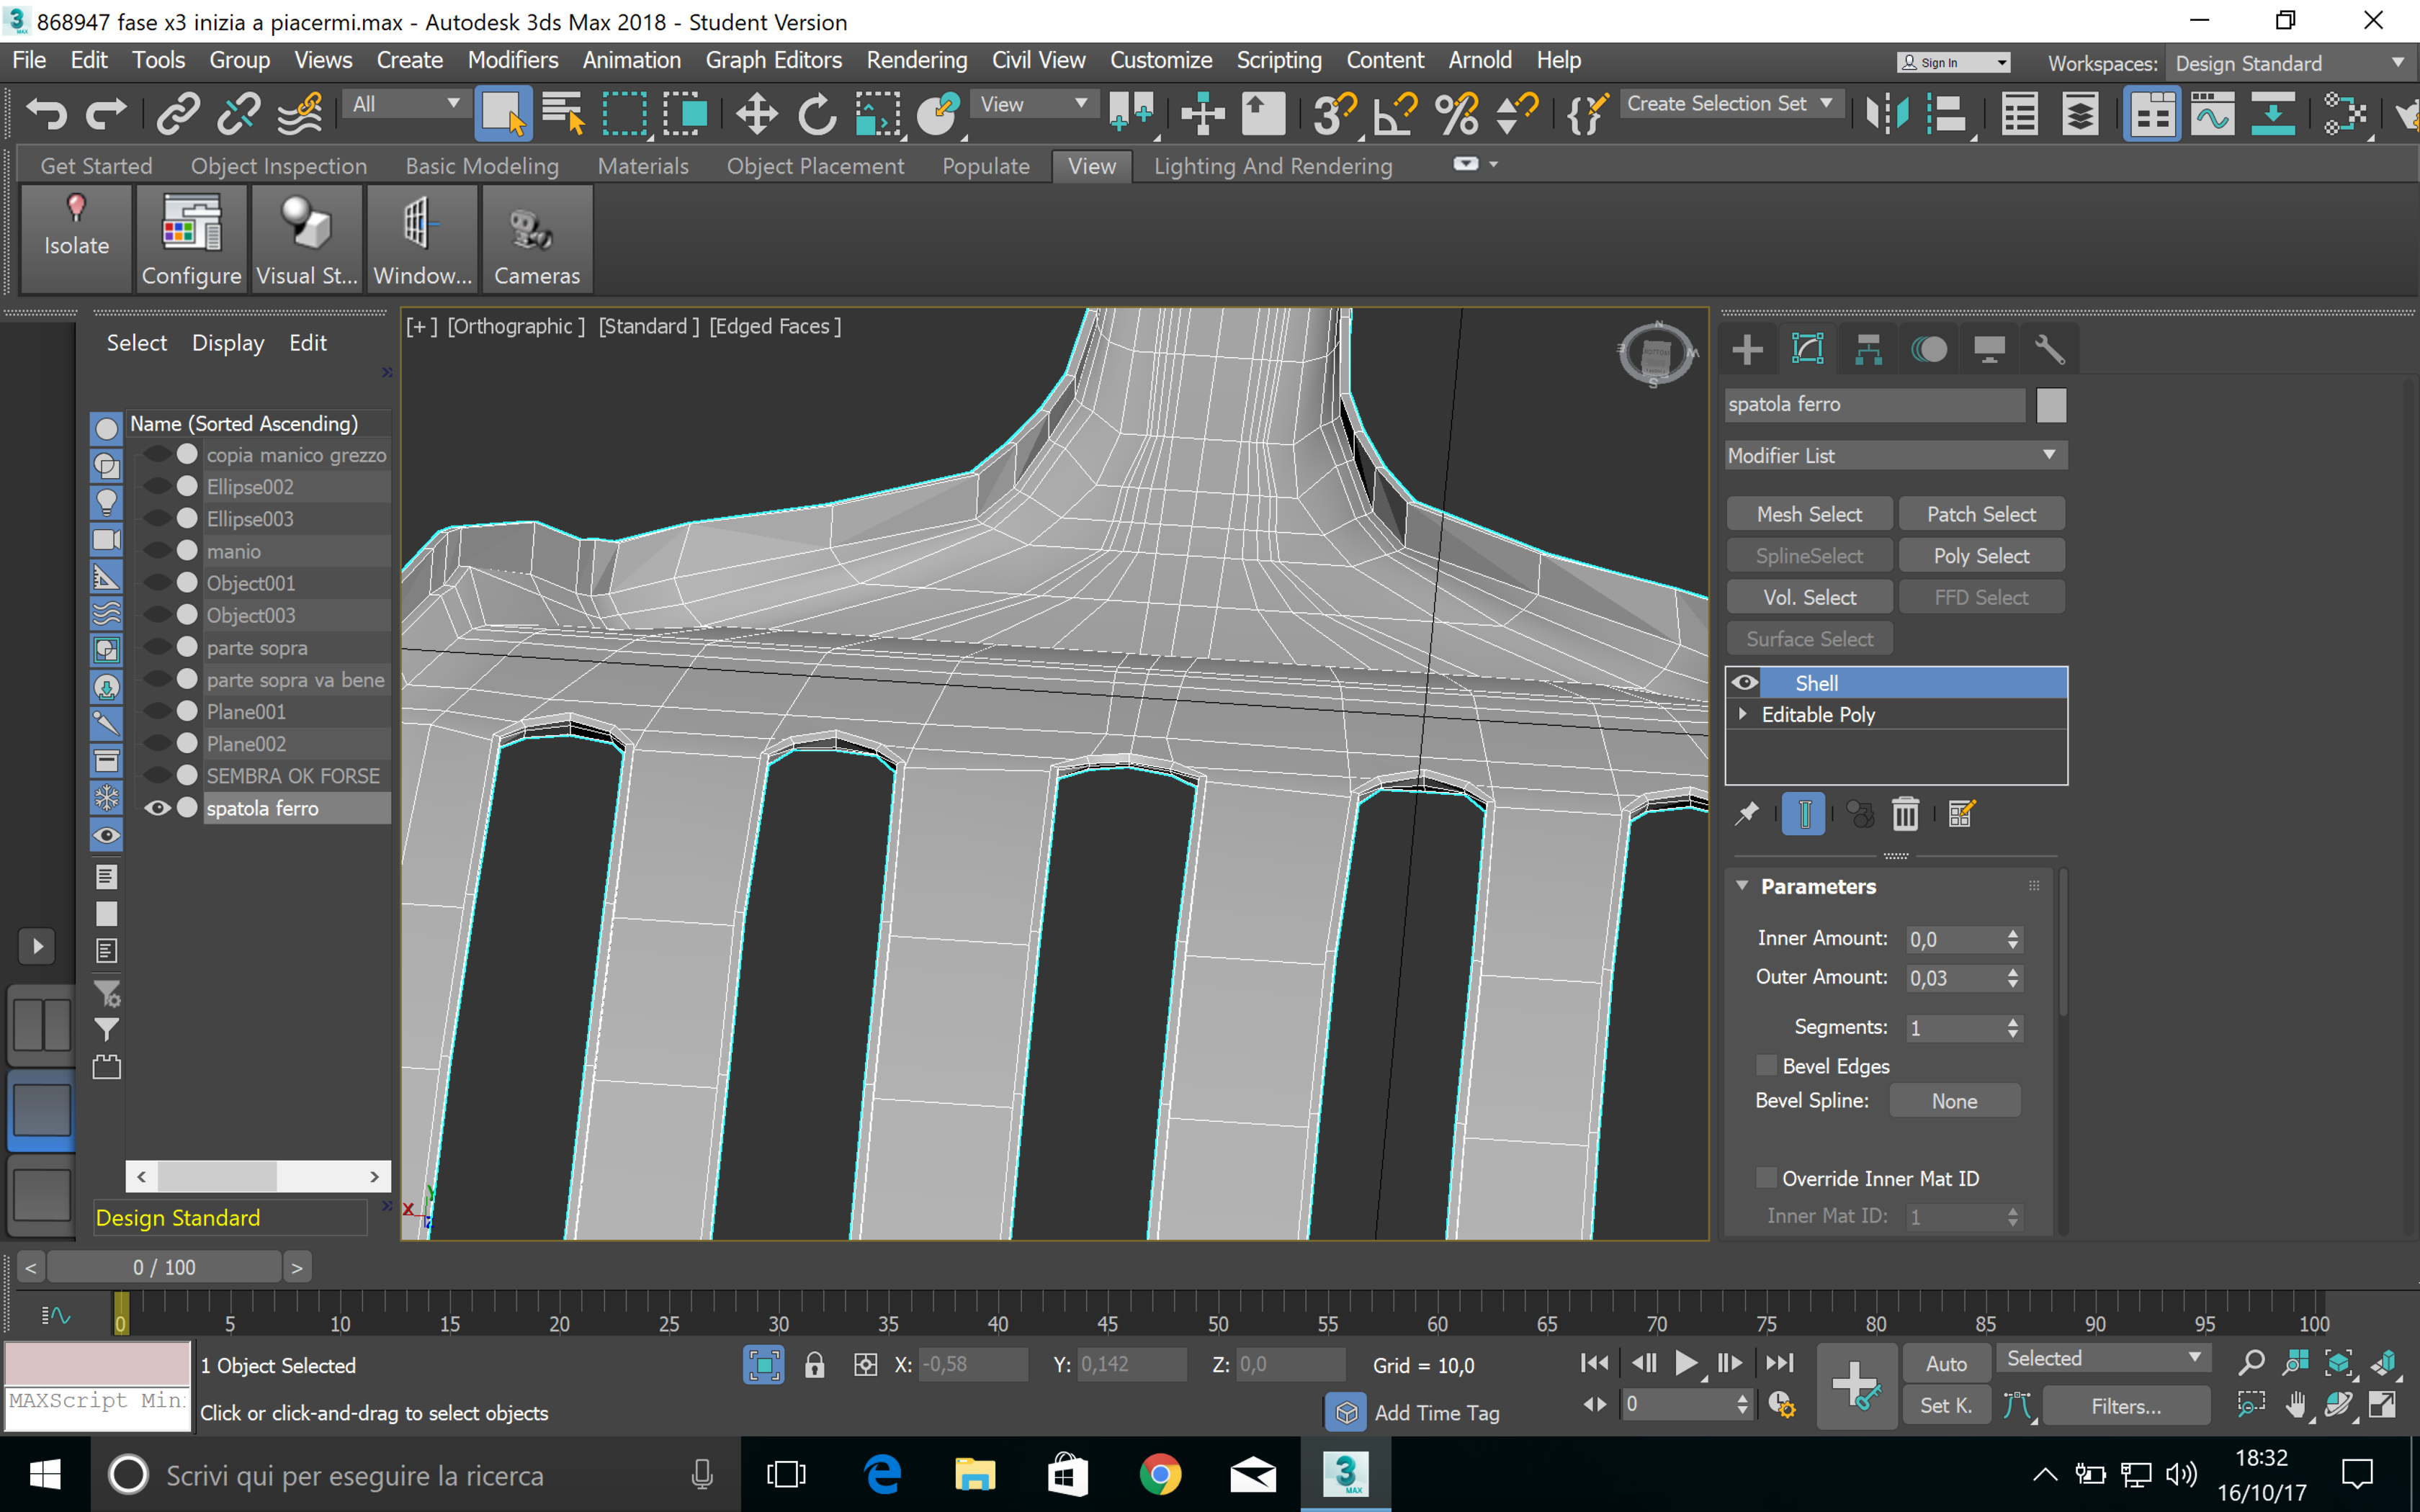 868947 fase x3 inizia a piacermi.max - Autodesk 3ds Max 2018 - Student Version
File Edit Tools Group Views Create Modifiers Animation Graph Editors Rendering Civil View Customize Scripting Content Arnold Help
Sign In
Workspaces: Design Standard
All
View
Create Selection Set
Get Started Object Inspection Basic Modeling Materials Object Placement Populate View Lighting And Rendering
Isolate
Configure
Visual St...
Window...
Cameras
Select Display Edit
Name (Sorted Ascending)
copia manico grezzo
Ellipse002
Ellipse003
manio
Object001
Object003
parte sopra
parte sopra va bene
Plane001
Plane002
SEMBRA OK FORSE
spatola ferro
Design Standard
[+] [Orthographic] [Standard] [Edged Faces]
spatola ferro
Modifier List
Mesh Select Patch Select
SplineSelect Poly Select
Vol. Select FFD Select
Surface Select
Shell
Editable Poly
Parameters
Inner Amount: 0,0
Outer Amount: 0,03
Segments: 1
Bevel Edges
Bevel Spline: None
Override Inner Mat ID
Inner Mat ID: 1
< 0 / 100 >
0 5 10 15 20 25 30 35 40 45 50 55 60 65 70 75 80 85 90 95 100
1 Object Selected
X: -0,58 Y: 0,142 Z: 0,0 Grid = 10,0
Auto Selected
MAXScript Min
Click or click-and-drag to select objects
Add Time Tag
0
Set K. Filters...
Scrivi qui per eseguire la ricerca
18:32
16/10/17